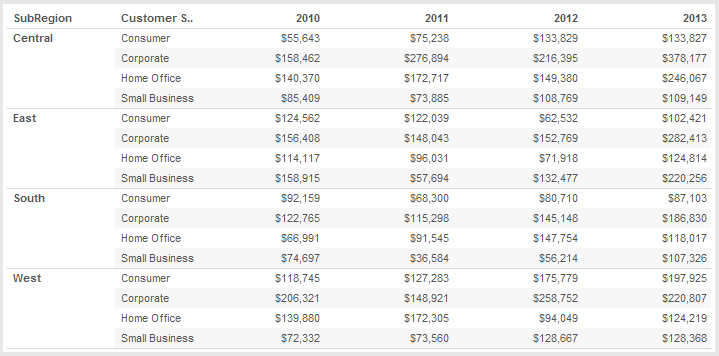 SubRegion Customer S.. 2010 2011 2012 2013
Central Consumer $55,643 $75,238 $133,829 $133,827
Corporate $158,462 $276,894 $216,395 $378,177
Home Office $140,370 $172,717 $149,380 $246,067
Small Business $85,409 $73,885 $108,769 $109,149
East Consumer $124,562 $122,039 $62,532 $102,421
Corporate $156,408 $148,043 $152,769 $282,413
Home Office $114,117 $96,031 $71,918 $124,814
Small Business $158,915 $57,694 $132,477 $220,256
South Consumer $92,159 $68,300 $80,710 $87,103
Corporate $122,765 $115,298 $145,148 $186,830
Home Office $66,991 $91,545 $147,754 $118,017
Small Business $74,697 $36,584 $56,214 $107,326
West Consumer $118,745 $127,283 $175,779 $197,925
Corporate $206,321 $148,921 $258,752 $220,807
Home Office $139,880 $172,305 $94,049 $124,219
Small Business $72,332 $73,560 $128,667 $128,368